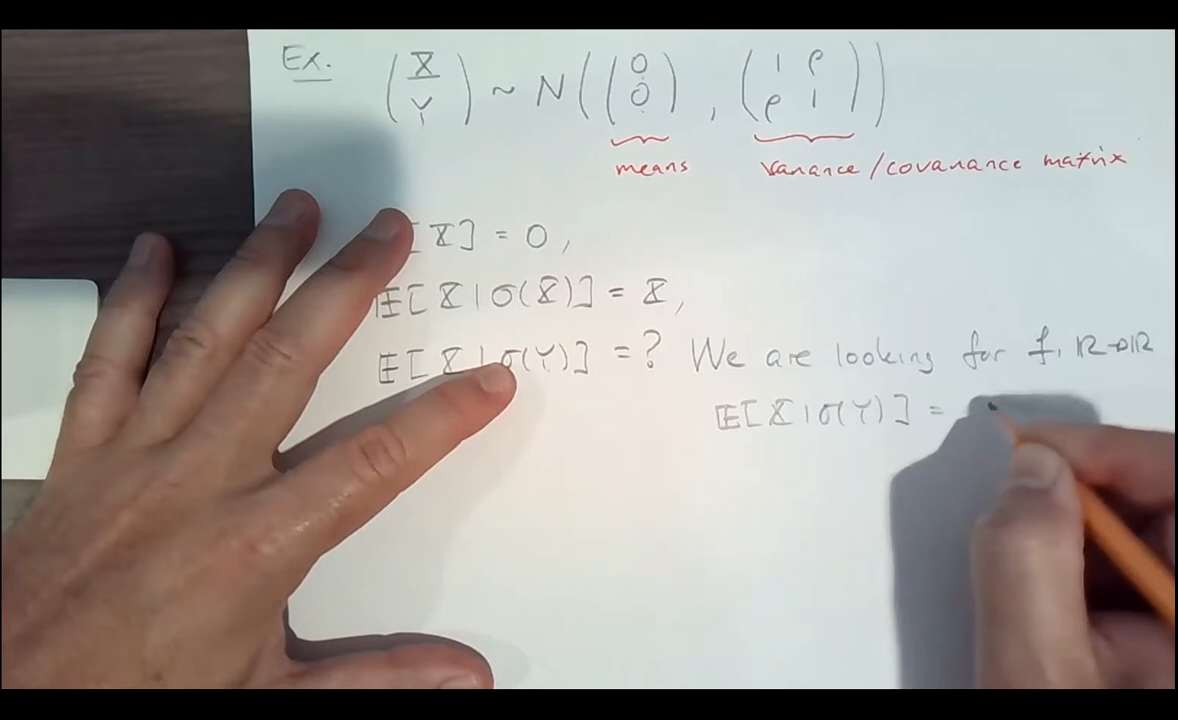 Ex. (X Y) ~ N((0 0), (1 ρ ρ 1))
means variance/covariance matrix
[X] = 0,
E[X|σ(X)] = X,
E[X|σ(Y)] = ? We are looking for f: R→R
E[X|σ(Y)] =